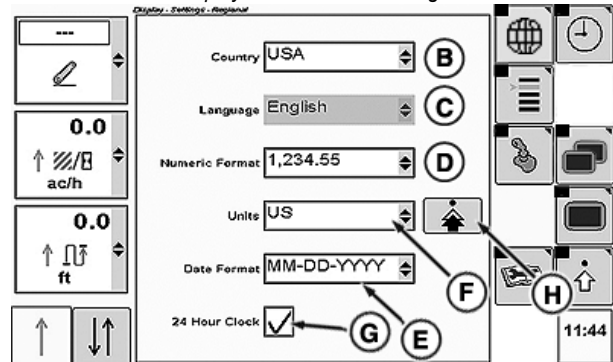 Display - Settings - Regional
---
0.0
ac/h
0.0
ft
Country USA B
Language English C
Numeric Format 1,234.55 D
Units US
Date Format MM-DD-YYYY F H
24 Hour Clock G E
11:44